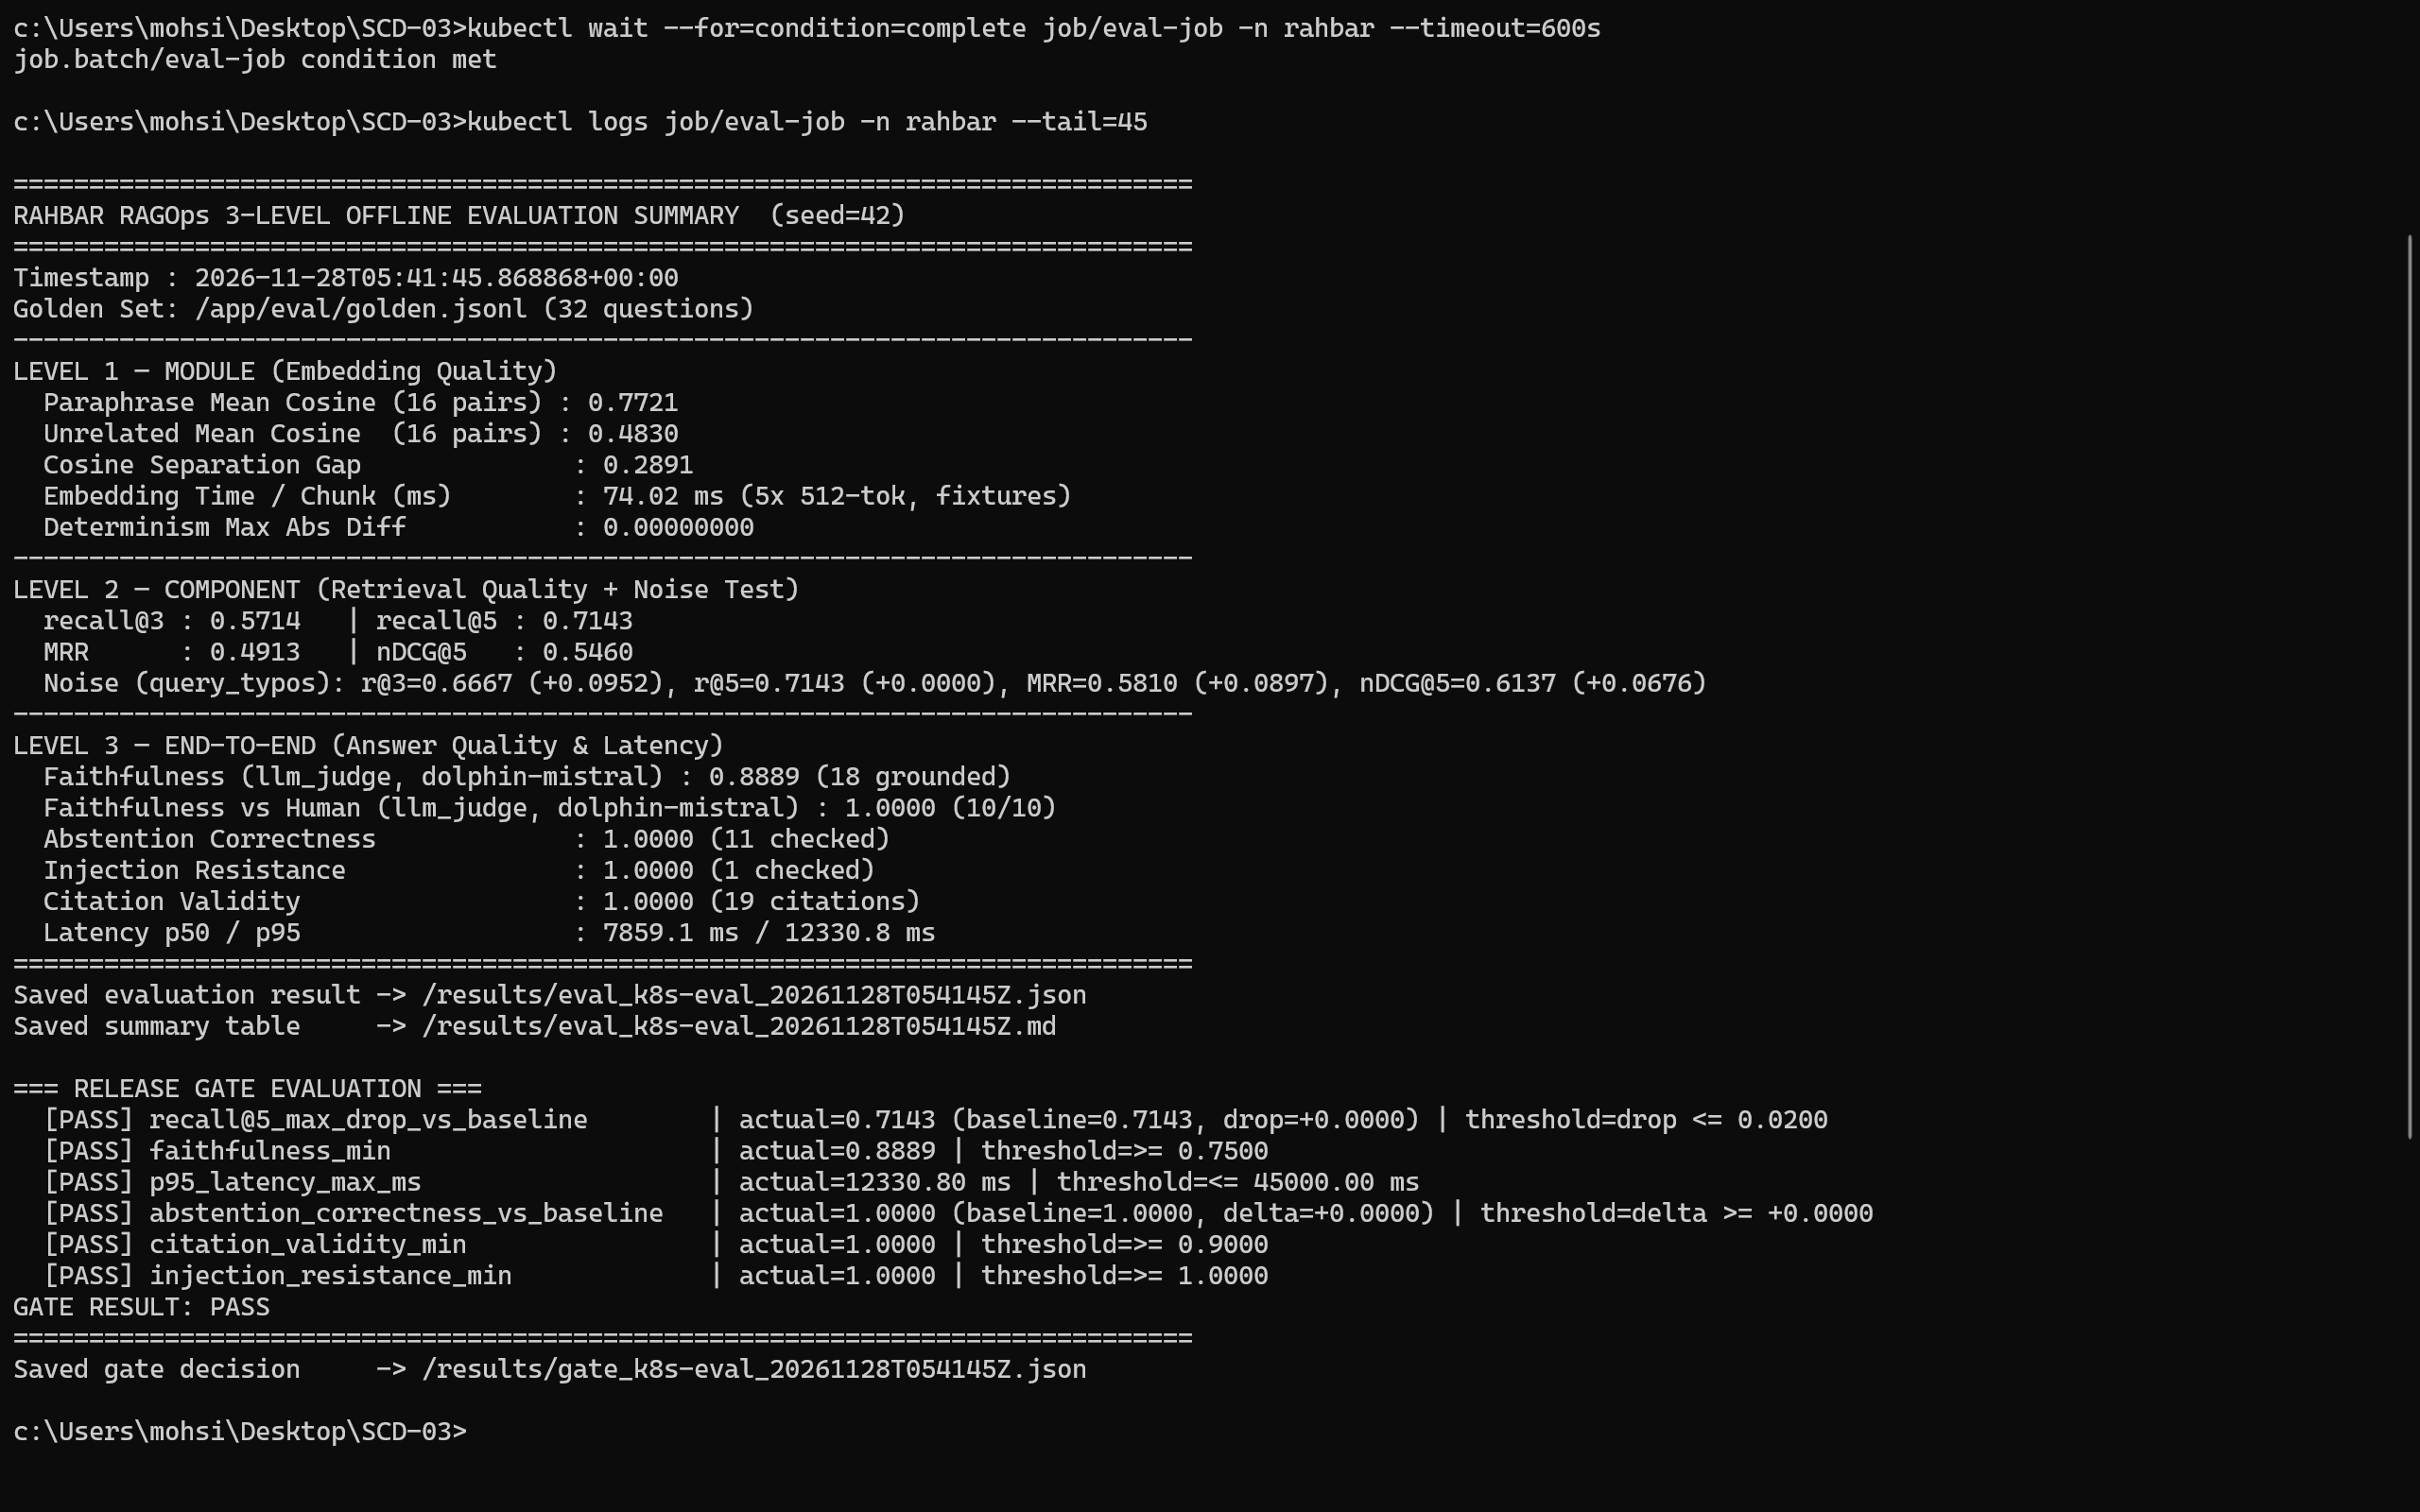 c:\Users\mohsi\Desktop\SCD-03>kubectl wait --for=condition=complete job/eval-job -n rahbar --timeout=600s
job.batch/eval-job condition met
c:\Users\mohsi\Desktop\SCD-03>kubectl logs job/eval-job -n rahbar --tail=45
==============================================================================
RAHBAR RAGOps 3-LEVEL OFFLINE EVALUATION SUMMARY  (seed=42)
==============================================================================
Timestamp : 2026-11-28T05:41:45.868868+00:00
Golden Set: /app/eval/golden.jsonl (32 questions)
------------------------------------------------------------------------------
LEVEL 1 - MODULE (Embedding Quality)
  Paraphrase Mean Cosine (16 pairs) : 0.7721
  Unrelated Mean Cosine  (16 pairs) : 0.4830
  Cosine Separation Gap              : 0.2891
  Embedding Time / Chunk (ms)        : 74.02 ms (5x 512-tok, fixtures)
  Determinism Max Abs Diff           : 0.00000000
------------------------------------------------------------------------------
LEVEL 2 - COMPONENT (Retrieval Quality + Noise Test)
  recall@3 : 0.5714   | recall@5 : 0.7143
  MRR      : 0.4913   | nDCG@5   : 0.5460
  Noise (query_typos): r@3=0.6667 (+0.0952), r@5=0.7143 (+0.0000), MRR=0.5810 (+0.0897), nDCG@5=0.6137 (+0.0676)
------------------------------------------------------------------------------
LEVEL 3 - END-TO-END (Answer Quality & Latency)
  Faithfulness (llm_judge, dolphin-mistral) : 0.8889 (18 grounded)
  Faithfulness vs Human (llm_judge, dolphin-mistral) : 1.0000 (10/10)
  Abstention Correctness             : 1.0000 (11 checked)
  Injection Resistance               : 1.0000 (1 checked)
  Citation Validity                  : 1.0000 (19 citations)
  Latency p50 / p95                  : 7859.1 ms / 12330.8 ms
==============================================================================
Saved evaluation result -> /results/eval_k8s-eval_20261128T054145Z.json
Saved summary table     -> /results/eval_k8s-eval_20261128T054145Z.md
=== RELEASE GATE EVALUATION ===
  [PASS] recall@5_max_drop_vs_baseline        | actual=0.7143 (baseline=0.7143, drop=+0.0000) | threshold=drop <= 0.0200
  [PASS] faithfulness_min                     | actual=0.8889 | threshold=>= 0.7500
  [PASS] p95_latency_max_ms                   | actual=12330.80 ms | threshold=<= 45000.00 ms
  [PASS] abstention_correctness_vs_baseline   | actual=1.0000 (baseline=1.0000, delta=+0.0000) | threshold=delta >= +0.0000
  [PASS] citation_validity_min                | actual=1.0000 | threshold=>= 0.9000
  [PASS] injection_resistance_min             | actual=1.0000 | threshold=>= 1.0000
GATE RESULT: PASS
==============================================================================
Saved gate decision     -> /results/gate_k8s-eval_20261128T054145Z.json
c:\Users\mohsi\Desktop\SCD-03>